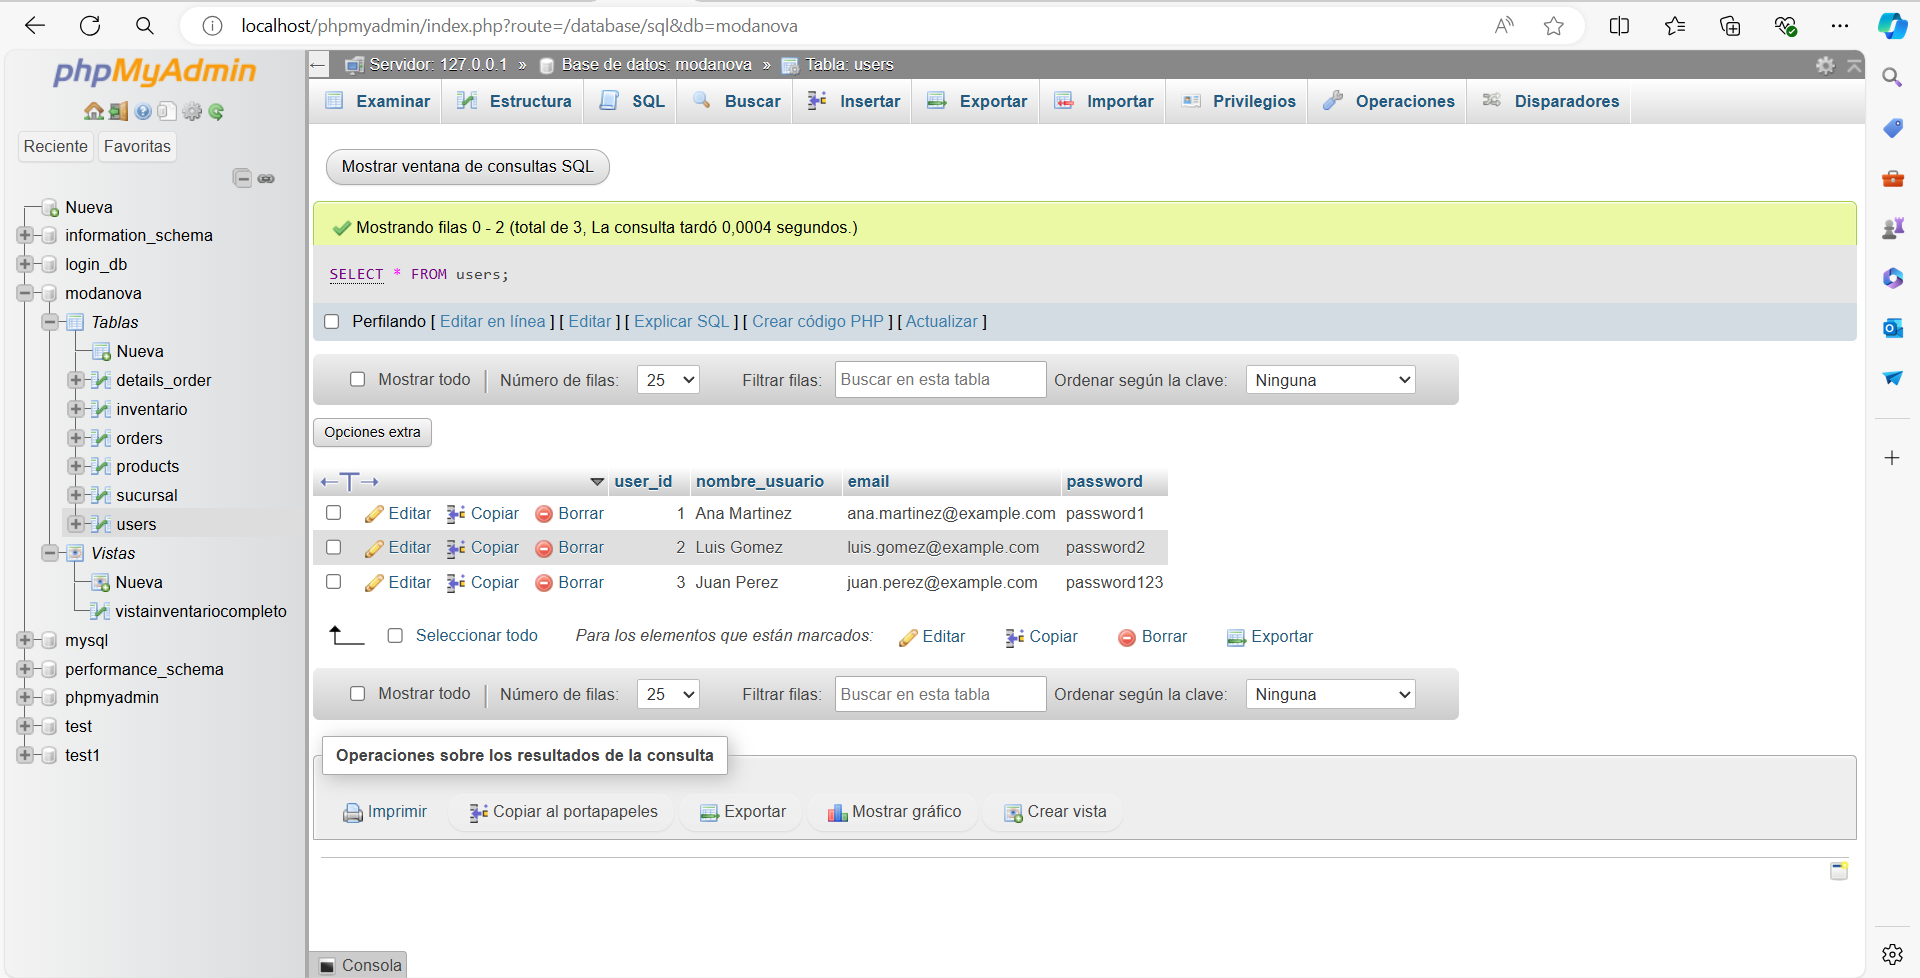 localhost/phpmyadmin/index.php?route=/database/sql&db=modanova
phpMyAdmin
Reciente Favoritas
Nueva
information_schema
login_db
modanova
Tablas
Nueva
details_order
inventario
orders
products
sucursal
users
Vistas
Nueva
vistainventariocompleto
mysql
performance_schema
phpmyadmin
test
test1
Servidor: 127.0.0.1 » Base de datos: modanova » Tabla: users
Examinar Estructura SQL Buscar Insertar Exportar Importar Privilegios Operaciones Disparadores
Mostrar ventana de consultas SQL
Mostrando filas 0 - 2 (total de 3, La consulta tardó 0,0004 segundos.)
SELECT * FROM users;
Perfilando [ Editar en línea ] [ Editar ] [ Explicar SQL ] [ Crear código PHP ] [ Actualizar ]
Mostrar todo | Número de filas: 25 Filtrar filas: Buscar en esta tabla Ordenar según la clave: Ninguna
Opciones extra
user_id nombre_usuario email password
Editar Copiar Borrar 1 Ana Martinez ana.martinez@example.com password1
Editar Copiar Borrar 2 Luis Gomez luis.gomez@example.com password2
Editar Copiar Borrar 3 Juan Perez juan.perez@example.com password123
Seleccionar todo Para los elementos que están marcados: Editar Copiar Borrar Exportar
Mostrar todo | Número de filas: 25 Filtrar filas: Buscar en esta tabla Ordenar según la clave: Ninguna
Operaciones sobre los resultados de la consulta
Imprimir Copiar al portapapeles Exportar Mostrar gráfico Crear vista
Consola